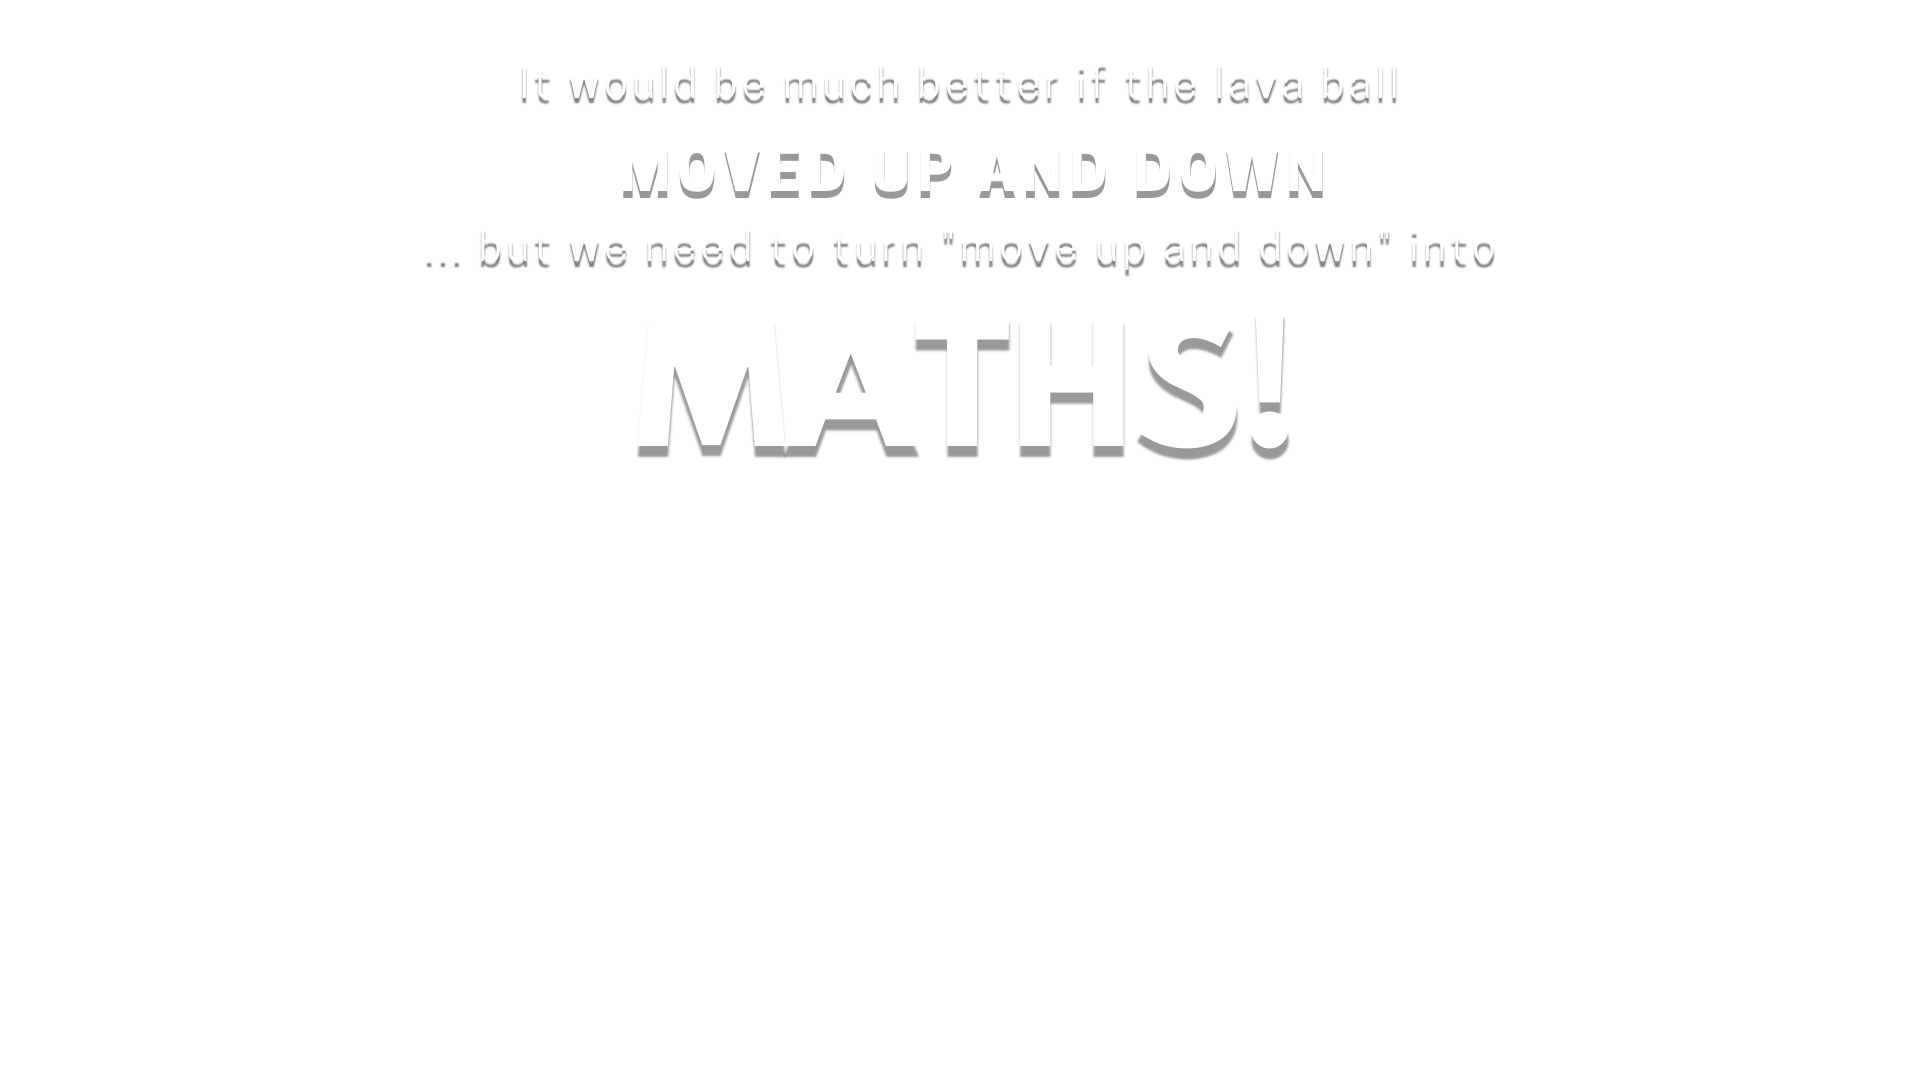 It would be much better if the lava ball
MOVED UP AND DOWN
... but we need to turn "move up and down" into
MATHS!